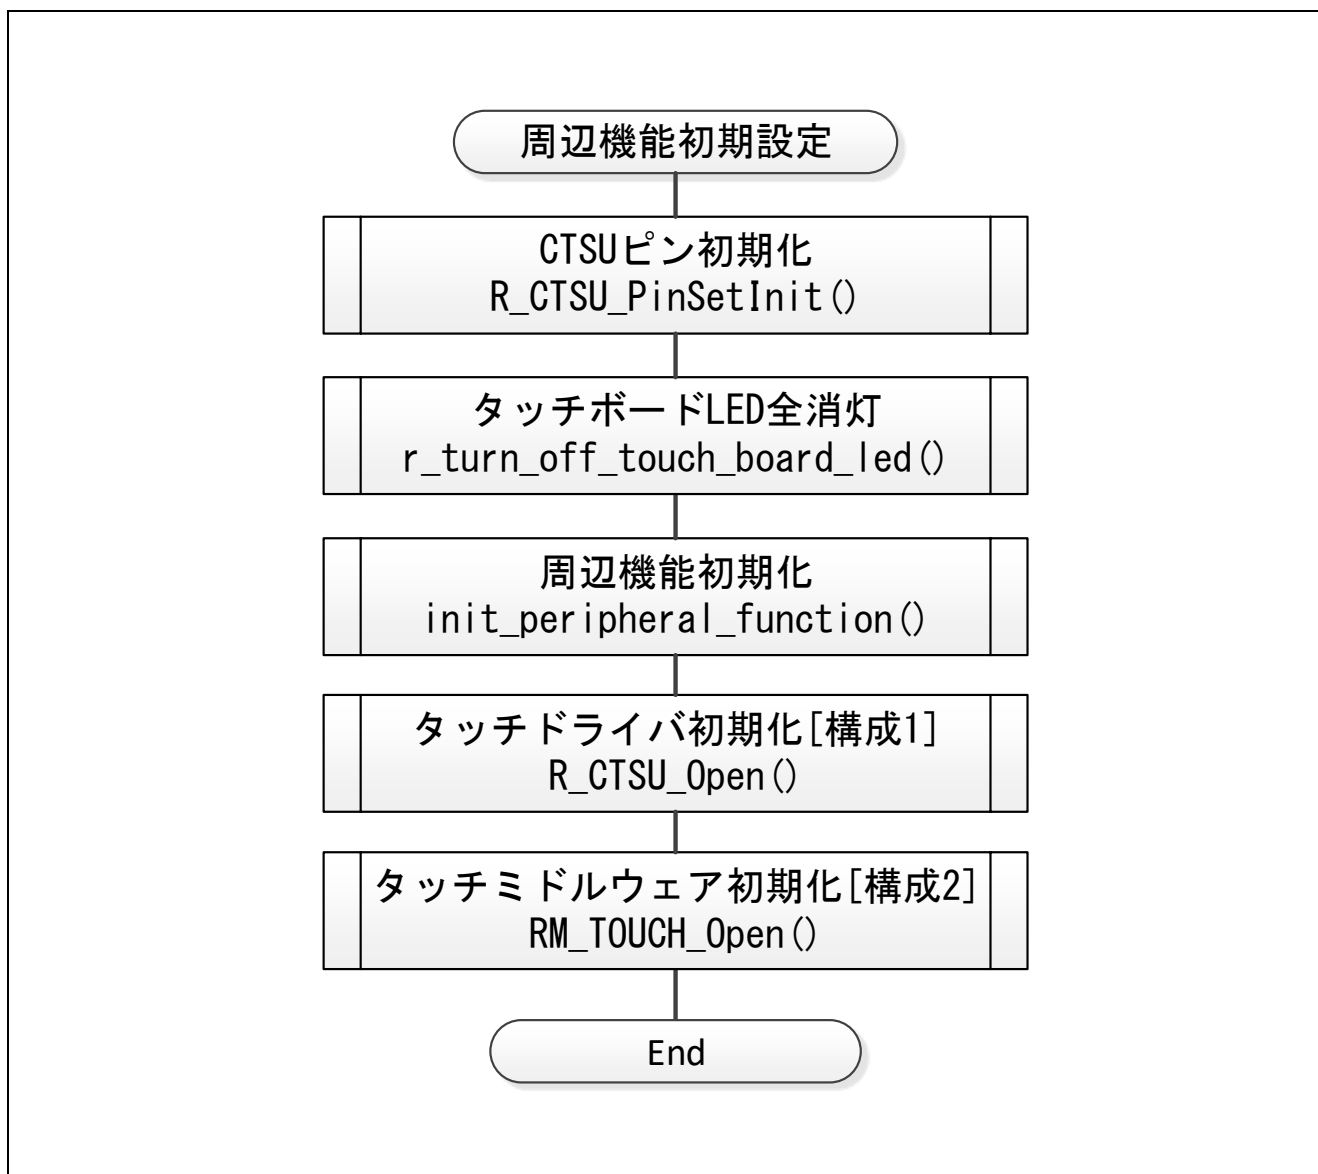 周辺機能初期設定
CTSUピン初期化
R_CTSU_PinSetInit()
タッチボードLED全消灯
r_turn_off_touch_board_led()
周辺機能初期化
init_peripheral_function()
タッチドライバ初期化[構成1]
R_CTSU_Open()
タッチミドルウェア初期化[構成2]
RM_TOUCH_Open()
End